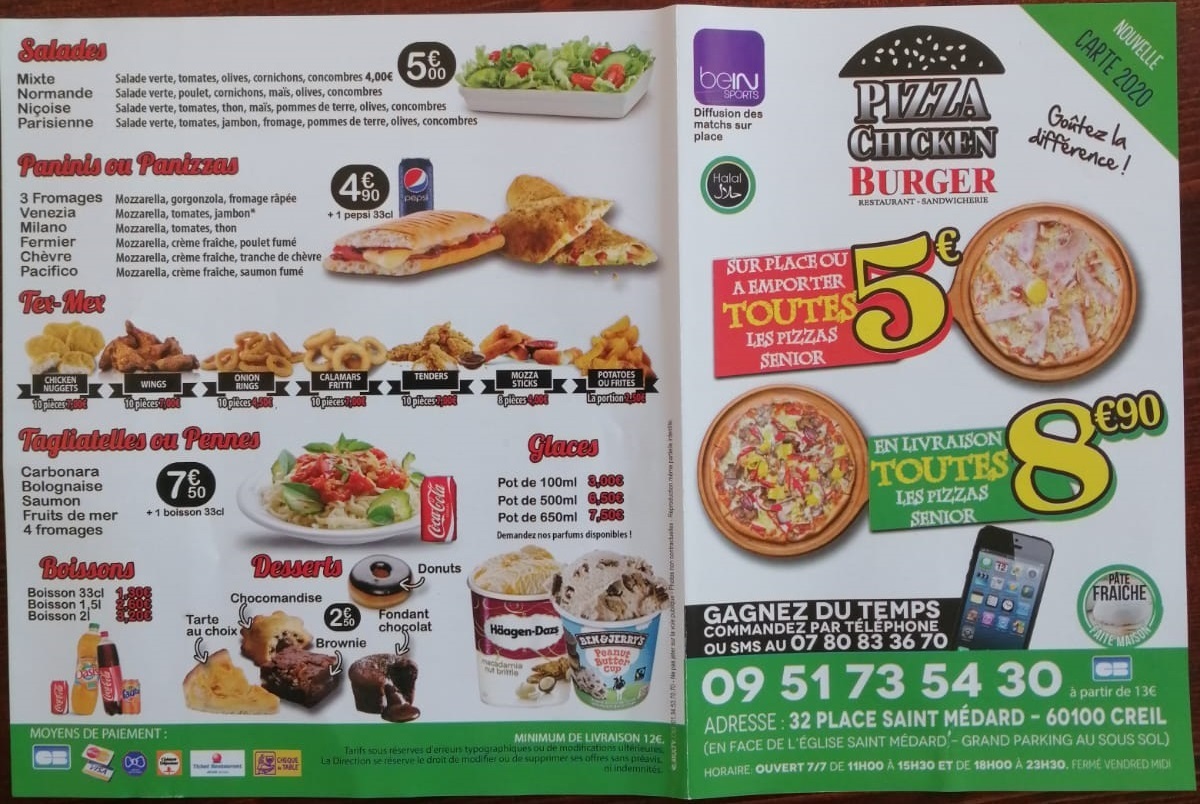 Salades
5€00
Mixte Salade verte, tomates, olives, cornichons, concombres 4,00€
Normande Salade verte, poulet, cornichons, maïs, olives, concombres
Niçoise Salade verte, tomates, thon, maïs, pommes de terre, olives, concombres
Parisienne Salade verte, tomates, jambon, fromage, pommes de terre, olives, concombres
Paninis ou Panizzas
4€90
+ 1 pepsi 33cl
pepsi
3 Fromages Mozzarella, gorgonzola, fromage râpée
Venezia Mozzarella, tomates, jambon*
Milano Mozzarella, tomates, thon
Fermier Mozzarella, crème fraîche, poulet fumé
Chèvre Mozzarella, crème fraîche, tranche de chèvre
Pacifico Mozzarella, crème fraîche, saumon fumé
Tex-Mex
CHICKEN NUGGETS
10 pièces
WINGS
10 pièces
ONION RINGS
10 pièces
CALAMARS FRITTI
10 pièces
TENDERS
10 pièces
MOZZA STICKS
8 pièces
POTATOES OU FRITES
La portion
Tagliatelles ou Pennes
7€50
+ 1 boisson 33cl
Carbonara
Bolognaise
Saumon
Fruits de mer
4 fromages
Coca-Cola
Glaces
Pot de 100ml 3,00€
Pot de 500ml 6,50€
Pot de 650ml 7,50€
Demandez nos parfums disponibles !
Boissons
Boisson 33cl
Boisson 1,5l
Boisson 2l
Desserts
2€50
Donuts
Chocomandise
Tarte au choix
Brownie
Fondant chocolat
Häagen-Dazs
macadamia nut brittle
BEN & JERRY'S
Peanut Butter Cup
MOYENS DE PAIEMENT :
CB
Ticket Restaurant
CHÈQUE de TABLE
MINIMUM DE LIVRAISON 12€.
Tarifs sous réserves d'erreurs typographiques ou de modifications ultérieures.
La Direction se réserve le droit de modifier ou de supprimer ses offres sans préavis,
ni indemnités.
beIN
SPORTS
Diffusion des
matchs sur
place
Halal
حلال
PIZZA
CHICKEN
BURGER
RESTAURANT - SANDWICHERIE
NOUVELLE
CARTE 2020
Goûtez la
différence !
SUR PLACE OU
A EMPORTER
TOUTES
LES PIZZAS
SENIOR
5€
EN LIVRAISON
TOUTES
LES PIZZAS
SENIOR
8€90
GAGNEZ DU TEMPS
COMMANDEZ PAR TÉLÉPHONE
OU SMS AU 07 80 83 36 70
PÂTE
FRAÎCHE
FAITE MAISON
09 51 73 54 30
CB
à partir de 13€
ADRESSE : 32 PLACE SAINT MÉDARD - 60100 CREIL
(EN FACE DE L'ÉGLISE SAINT MÉDARD - GRAND PARKING AU SOUS SOL)
HORAIRE: OUVERT 7/7 DE 11H00 À 15H30 ET DE 18H00 À 23H30. FERMÉ VENDRED MIDI